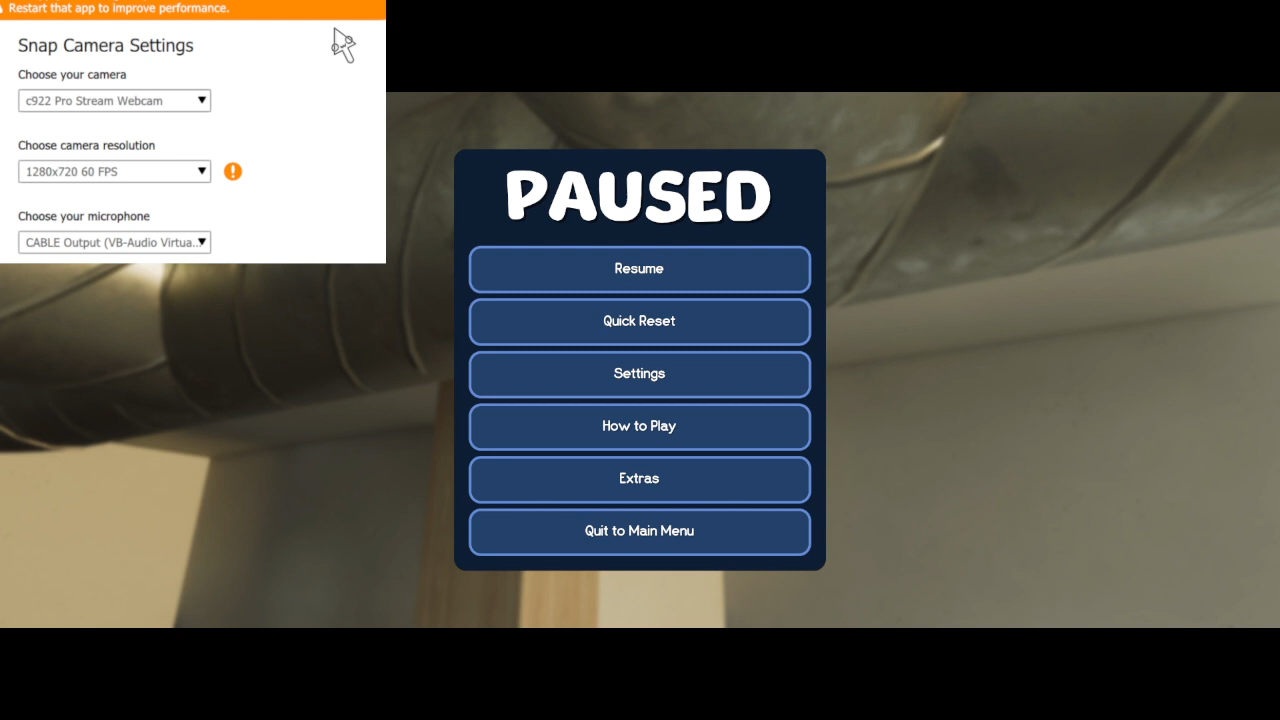 Restart that app to improve performance.
Snap Camera Settings
Choose your camera
c922 Pro Stream Webcam
Choose camera resolution
1280x720 60 FPS
Choose your microphone
CABLE Output (VB-Audio Virtua...
PAUSED
Resume
Quick Reset
Settings
How to Play
Extras
Quit to Main Menu